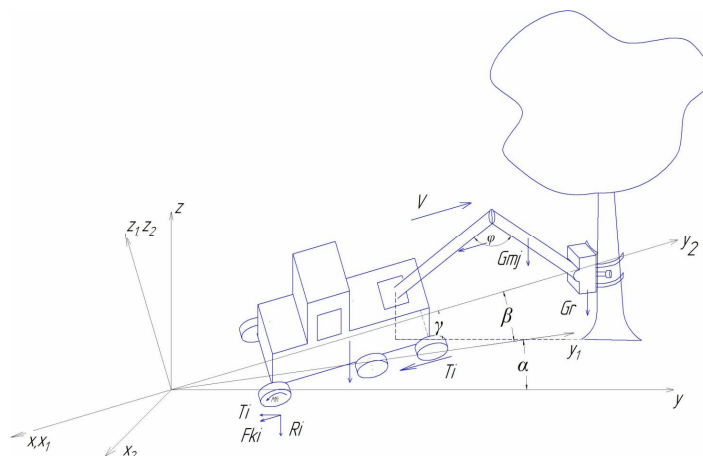 z
z₁, z₂
V
φ
Gmj
y₂
Gr
β
γ
y₁
α
Ti
y
Ti
Fki
Ri
x, x₁
x₂